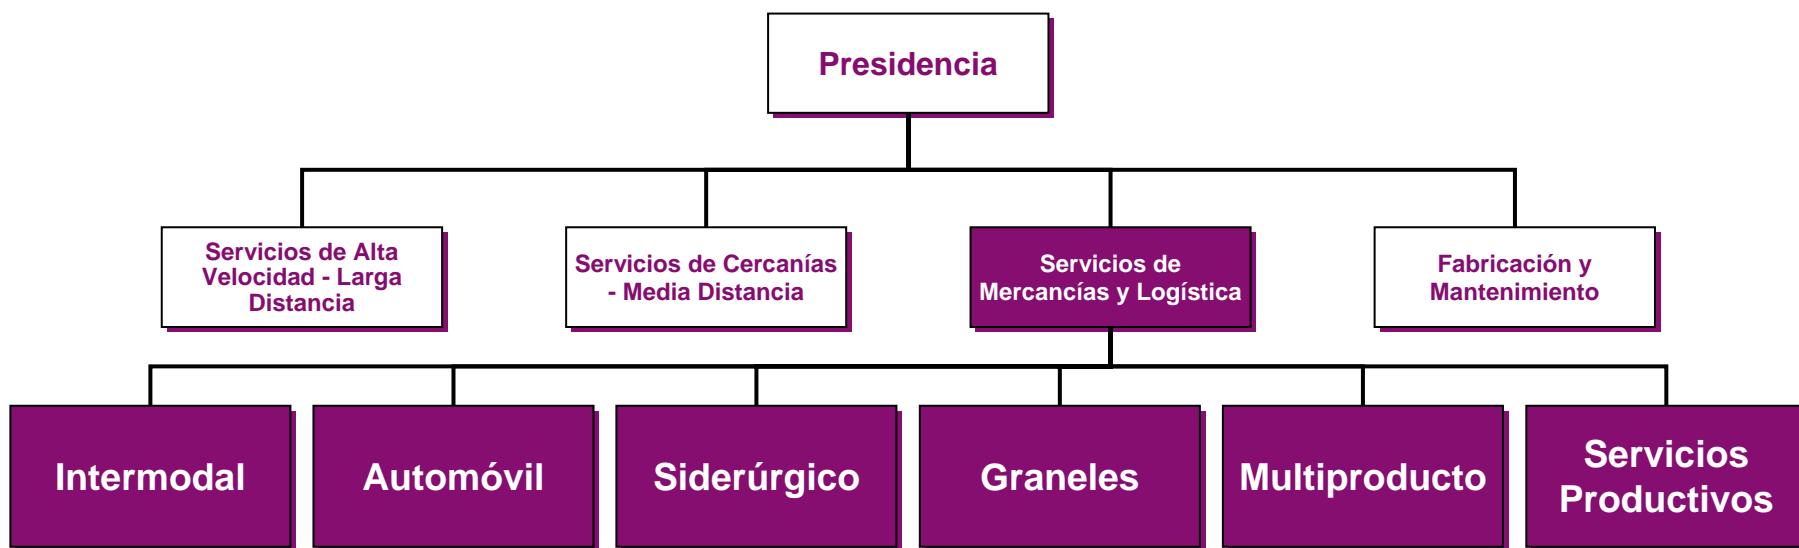 Presidencia
Servicios de Alta
Velocidad - Larga
Distancia
Servicios de Cercanías
- Media Distancia
Servicios de
Mercancías y Logística
Fabricación y
Mantenimiento
Intermodal
Automóvil
Siderúrgico
Graneles
Multiproducto
Servicios
Productivos